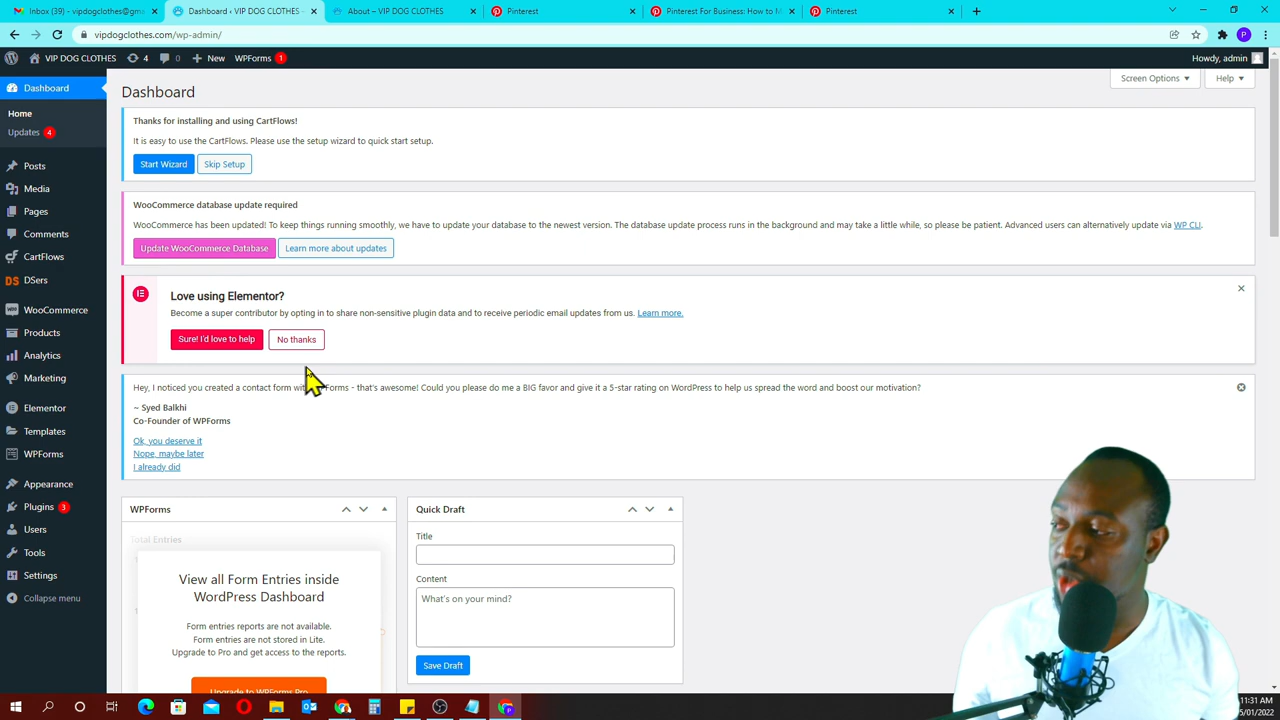 Inbox (39) - vipdogclothes@gma
Dashboard ‹ VIP DOG CLOTHES
About – VIP DOG CLOTHES
Pinterest
Pinterest For Business: How to M
Pinterest
vipdogclothes.com/wp-admin/
P
VIP DOG CLOTHES
4
0
New
WPForms 1
Howdy, admin
Dashboard
Home
Updates 4
Posts
Media
Pages
Comments
CartFlows
DSers
WooCommerce
Products
Analytics
Marketing
Elementor
Templates
WPForms
Appearance
Plugins 3
Users
Tools
Settings
Collapse menu
Screen Options
Help
Dashboard
Thanks for installing and using CartFlows!
It is easy to use the CartFlows. Please use the setup wizard to quick start setup.
Start Wizard
Skip Setup
WooCommerce database update required
WooCommerce has been updated! To keep things running smoothly, we have to update your database to the newest version. The database update process runs in the background and may take a little while, so please be patient. Advanced users can alternatively update via WP CLI.
Update WooCommerce Database
Learn more about updates
Love using Elementor?
Become a super contributor by opting in to share non-sensitive plugin data and to receive periodic email updates from us. Learn more.
Sure! I'd love to help
No thanks
Hey, I noticed you created a contact form with WPForms - that's awesome! Could you please do me a BIG favor and give it a 5-star rating on WordPress to help us spread the word and boost our motivation?
~ Syed Balkhi
Co-Founder of WPForms
Ok, you deserve it
Nope, maybe later
I already did
WPForms
Total Entries
View all Form Entries inside
WordPress Dashboard
Form entries reports are not available.
Form entries are not stored in Lite.
Upgrade to Pro and get access to the reports.
Upgrade to WPForms Pro
Quick Draft
Title
Content
What's on your mind?
Save Draft
11:31 AM
5/01/2022